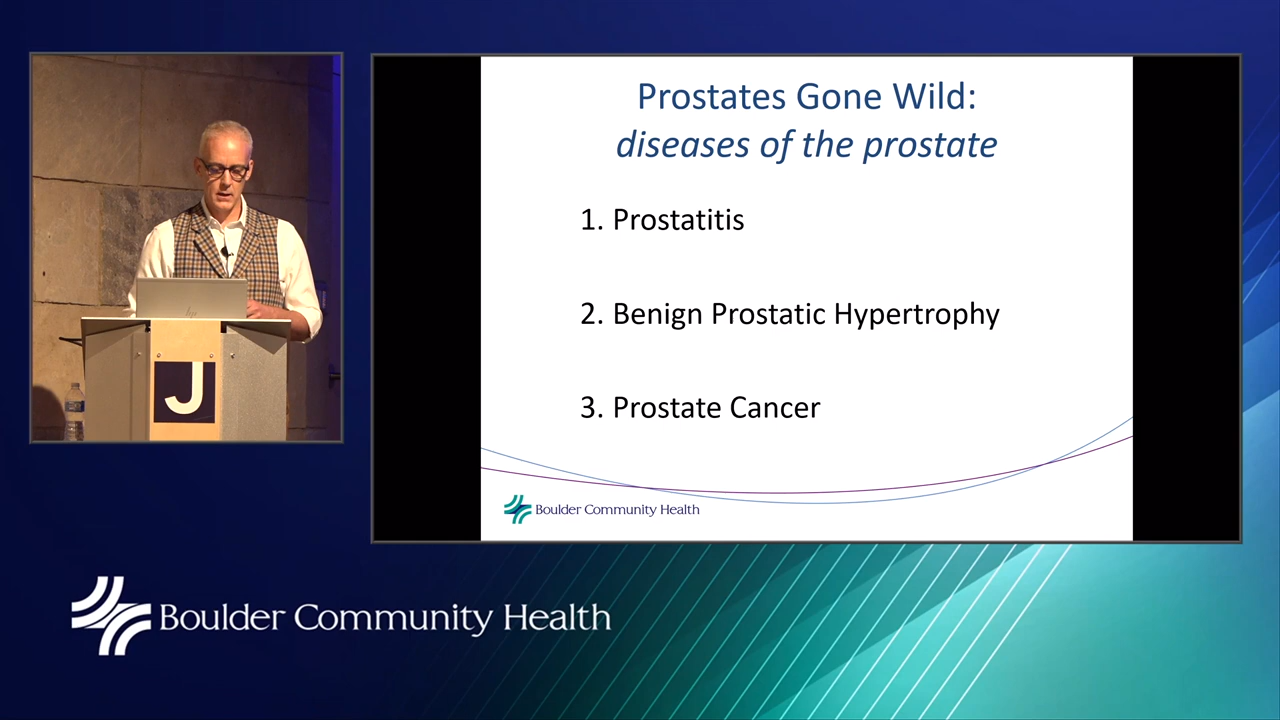 Prostates Gone Wild:
diseases of the prostate
1. Prostatitis
2. Benign Prostatic Hypertrophy
3. Prostate Cancer
Boulder Community Health
hp
J
Boulder Community Health